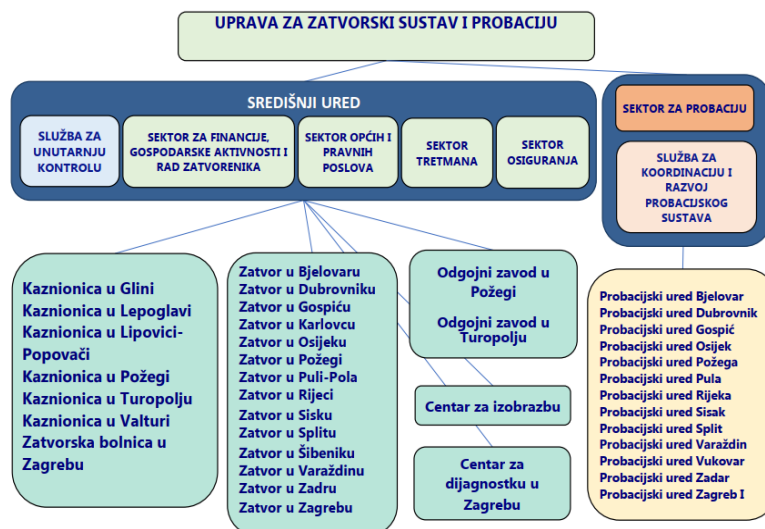 UPRAVA ZA ZATVORSKI SUSTAV I PROBACIJU
SREDIŠNJI URED
SLUŽBA ZA
UNUTARNJU
KONTROLU
SEKTOR ZA FINANCIJE,
GOSPODARSKE AKTIVNOSTI I
RAD ZATVORENIKA
SEKTOR OPĆIH I
PRAVNIH
POSLOVA
SEKTOR
TRETMANA
SEKTOR
OSIGURANJA
SEKTOR ZA PROBACIJU
SLUŽBA ZA
KOORDINACIJU I
RAZVOJ
PROBACIJSKOG
SUSTAVA
Kaznionica u Glini
Kaznionica u Lepoglavi
Kaznionica u Lipovici-
Popovači
Kaznionica u Požegi
Kaznionica u Turopolju
Kaznionica u Valturi
Zatvorska bolnica u
Zagrebu
Zatvor u Bjelovaru
Zatvor u Dubrovniku
Zatvor u Gospiću
Zatvor u Karlovcu
Zatvor u Osijeku
Zatvor u Požegi
Zatvor u Puli-Pola
Zatvor u Rijeci
Zatvor u Sisku
Zatvor u Splitu
Zatvor u Šibeniku
Zatvor u Varaždinu
Zatvor u Zadru
Zatvor u Zagrebu
Odgojni zavod u
Požegi
Odgojni zavod u
Turopolju
Centar za izobrazbu
Centar za
dijagnostku u
Zagrebu
Probacijski ured Bjelovar
Probacijski ured Dubrovnik
Probacijski ured Gospić
Probacijski ured Osijek
Probacijski ured Požega
Probacijski ured Pula
Probacijski ured Rijeka
Probacijski ured Sisak
Probacijski ured Split
Probacijski ured Varaždin
Probacijski ured Vukovar
Probacijski ured Zadar
Probacijski ured Zagreb I